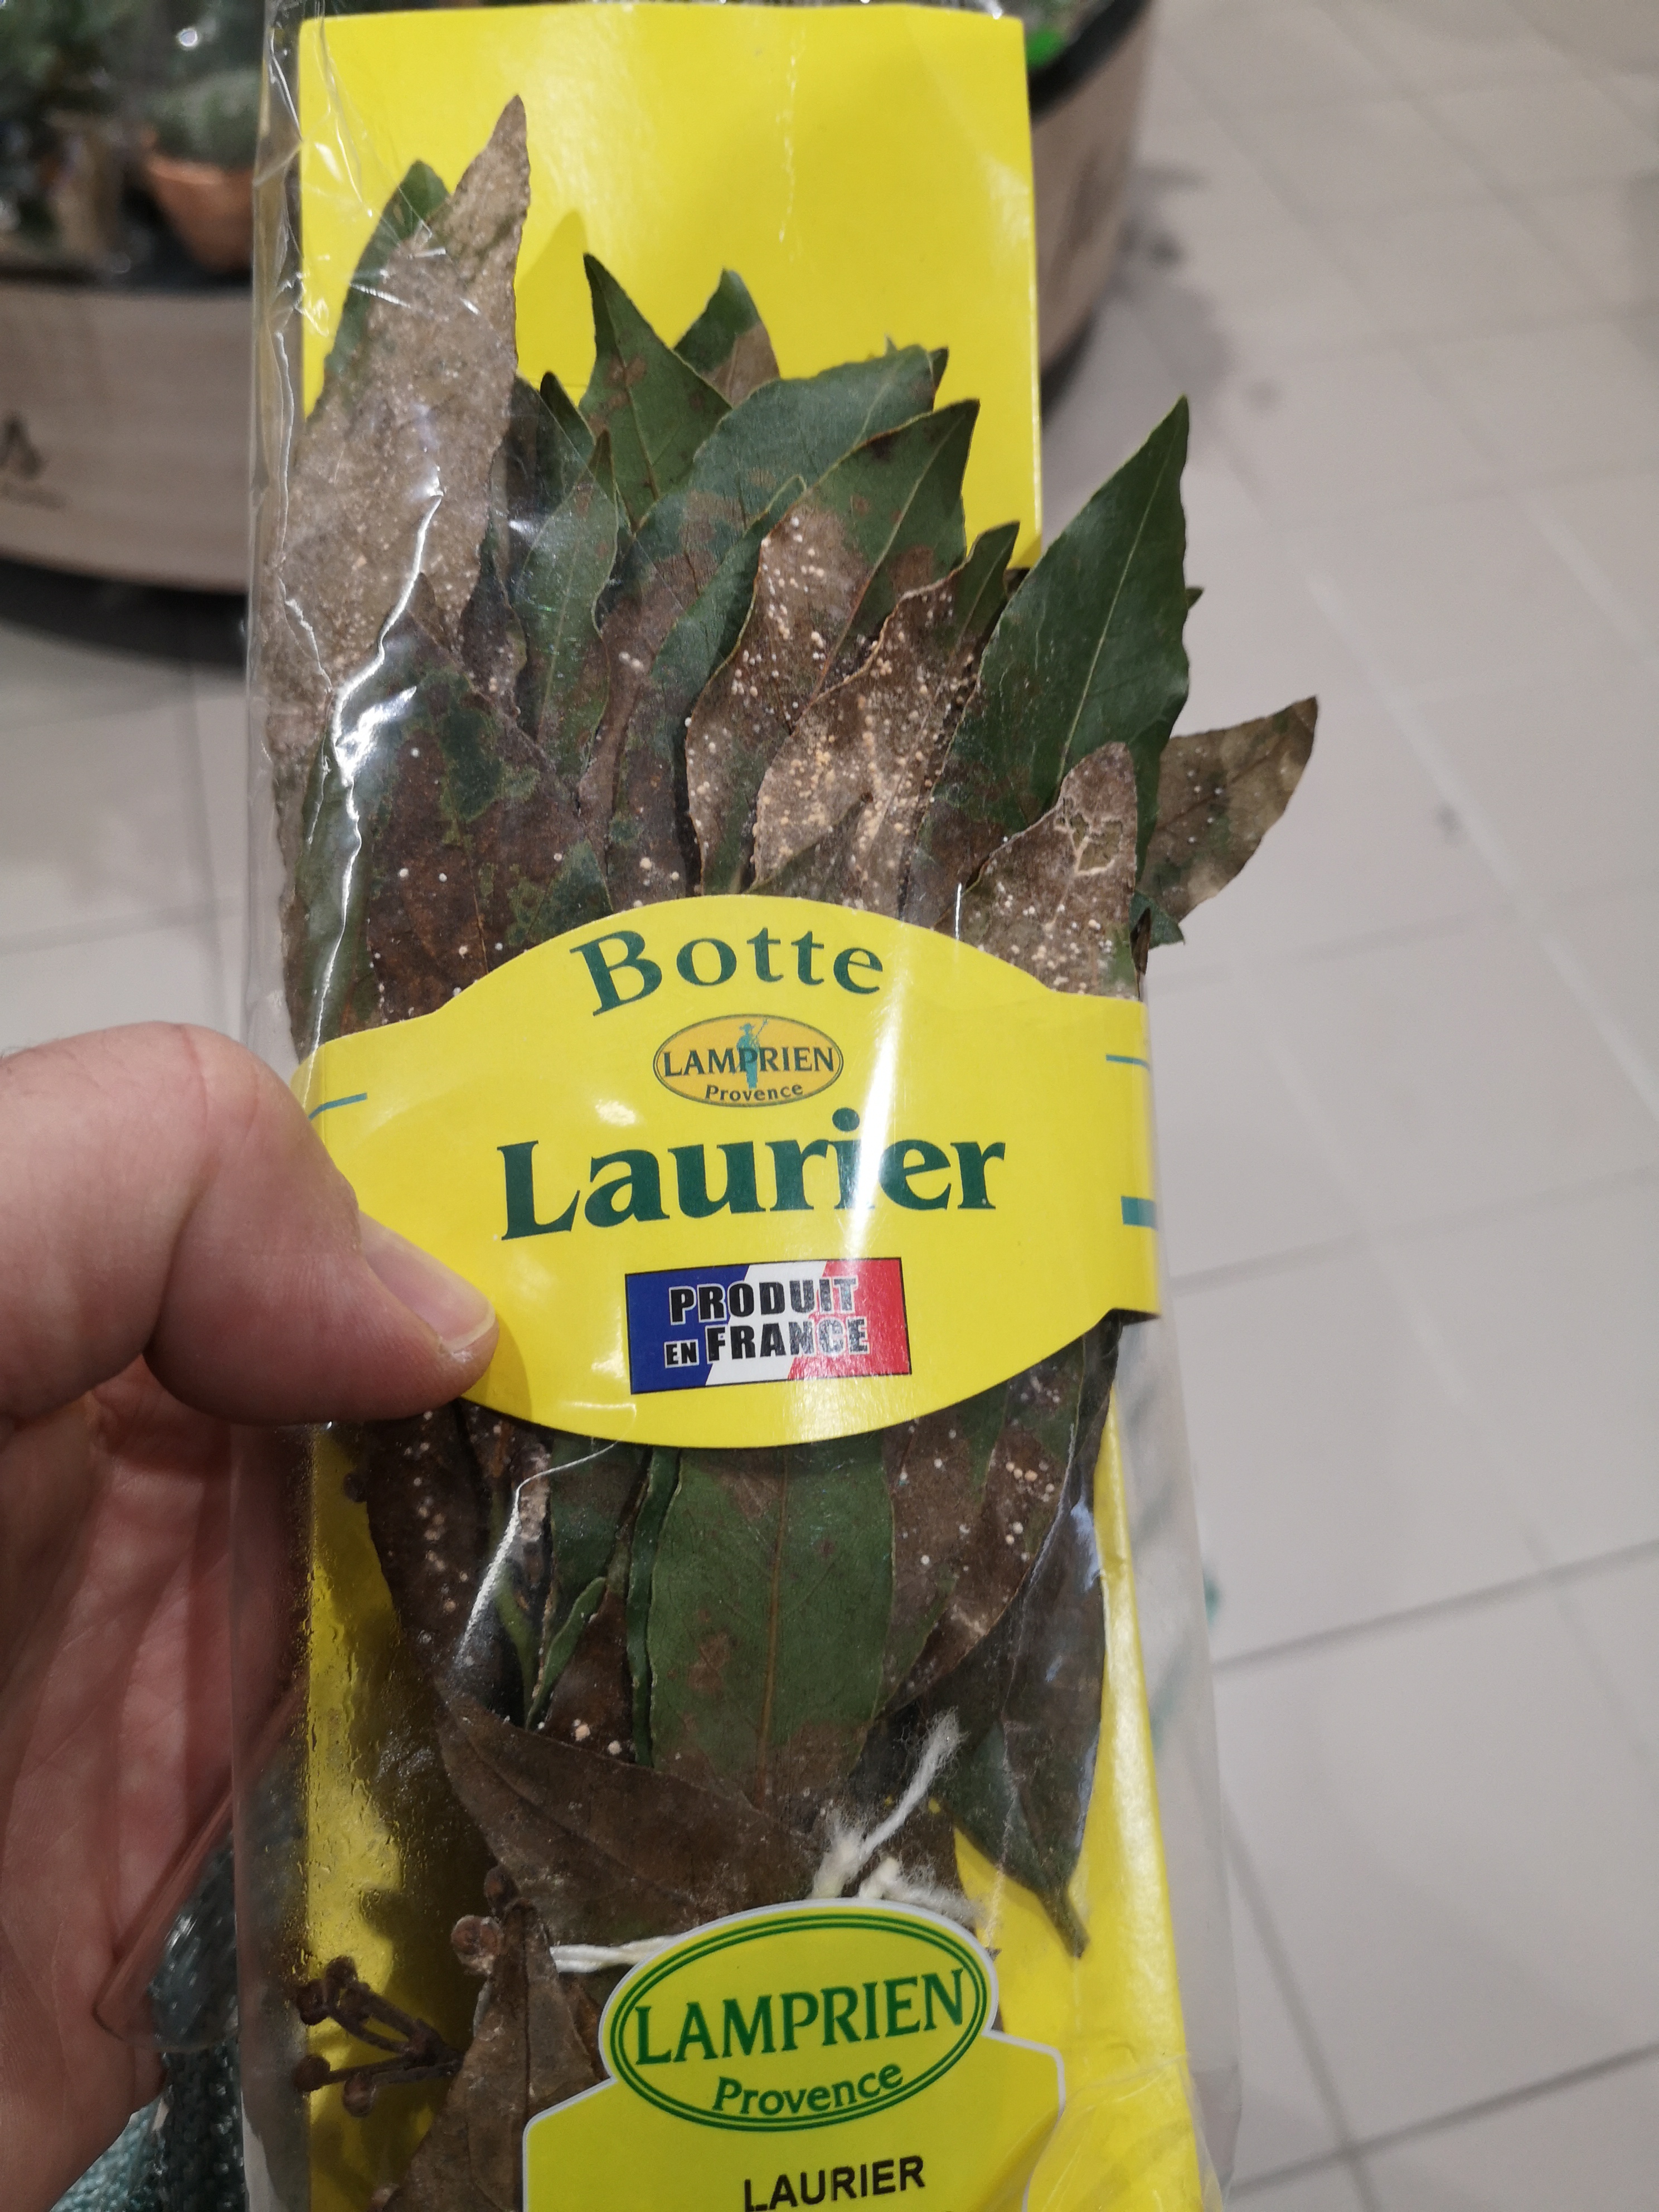 Botte
LAMPRIEN
Provence
Laurier
PRODUIT
EN FRANCE
LAMPRIEN
Provence
LAURIER